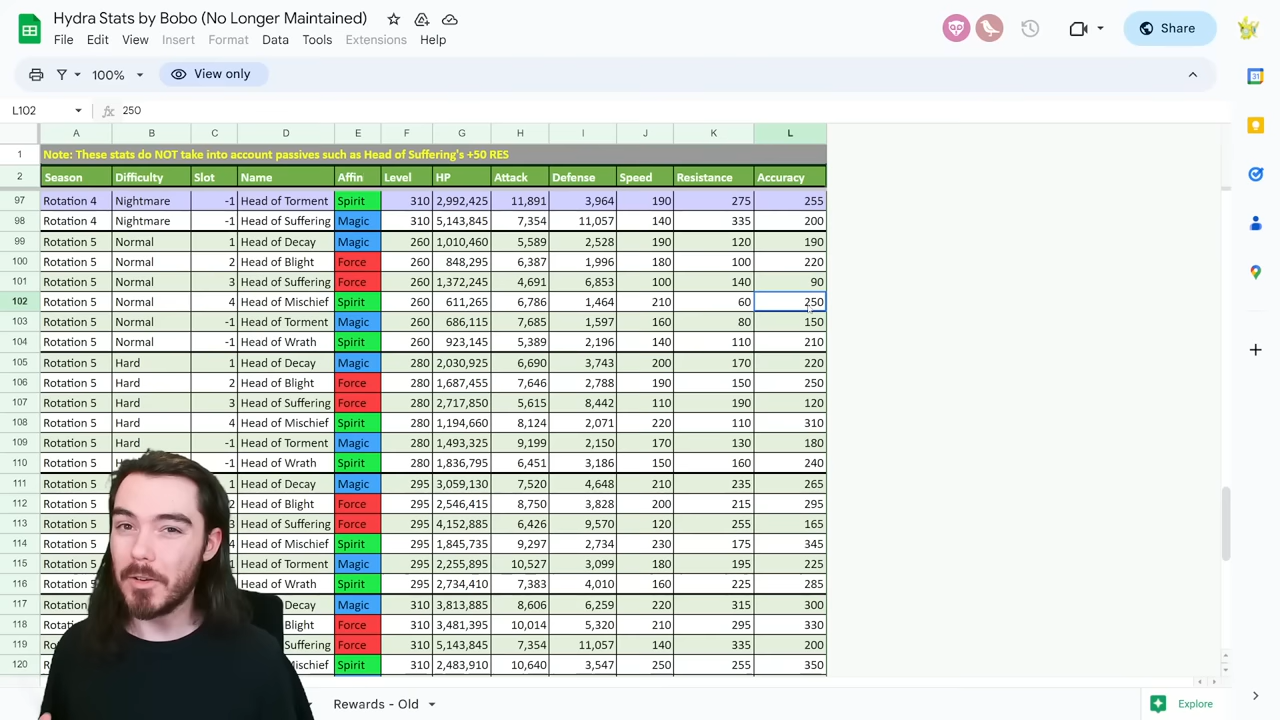 Hydra Stats by Bobo (No Longer Maintained)
File Edit View Insert Format Data Tools Extensions Help
Share
100% View only
L102 fx 250
A B C D E F G H I J K L
1 Note: These stats do NOT take into account passives such as Head of Suffering's +50 RES
2 Season Difficulty Slot Name Affin Level HP Attack Defense Speed Resistance Accuracy
97 Rotation 4 Nightmare -1 Head of Torment Spirit 310 2,992,425 11,891 3,964 190 275 255
98 Rotation 4 Nightmare -1 Head of Suffering Magic 310 5,143,845 7,354 11,057 140 335 200
99 Rotation 5 Normal 1 Head of Decay Magic 260 1,010,460 5,589 2,528 190 120 190
100 Rotation 5 Normal 2 Head of Blight Force 260 848,295 6,387 1,996 180 100 220
101 Rotation 5 Normal 3 Head of Suffering Force 260 1,372,245 4,691 6,853 100 140 90
102 Rotation 5 Normal 4 Head of Mischief Spirit 260 611,265 6,786 1,464 210 60 250
103 Rotation 5 Normal -1 Head of Torment Magic 260 686,115 7,685 1,597 160 80 150
104 Rotation 5 Normal -1 Head of Wrath Spirit 260 923,145 5,389 2,196 140 110 210
105 Rotation 5 Hard 1 Head of Decay Magic 280 2,030,925 6,690 3,743 200 170 220
106 Rotation 5 Hard 2 Head of Blight Force 280 1,687,455 7,646 2,788 190 150 250
107 Rotation 5 Hard 3 Head of Suffering Force 280 2,717,850 5,615 8,442 110 190 120
108 Rotation 5 Hard 4 Head of Mischief Spirit 280 1,194,660 8,124 2,071 220 110 310
109 Rotation 5 Hard -1 Head of Torment Magic 280 1,493,325 9,199 2,150 170 130 180
110 Rotation 5 -1 Head of Wrath Spirit 280 1,836,795 6,451 3,186 150 160 240
111 Rotation 5 1 Head of Decay Magic 295 3,059,130 7,520 4,648 210 235 265
112 Rotation 5 2 Head of Blight Force 295 2,546,415 8,750 3,828 200 215 295
113 Rotation 5 3 Head of Suffering Force 295 4,152,885 6,426 9,570 120 255 165
114 Rotation 5 4 Head of Mischief Spirit 295 1,845,735 9,297 2,734 230 175 345
115 Rotation 5 1 Head of Torment Magic 295 2,255,895 10,527 3,099 180 195 225
116 Rotation 5 Head of Wrath Spirit 295 2,734,410 7,383 4,010 160 225 285
117 Rotation Decay Magic 310 3,813,885 8,606 6,259 220 315 300
118 Blight Force 310 3,481,395 10,014 5,320 210 295 330
119 Suffering Force 310 5,143,845 7,354 11,057 120 335 200
120 Mischief Spirit 310 2,483,910 10,640 3,547 250 255 350
Rewards - Old
Explore